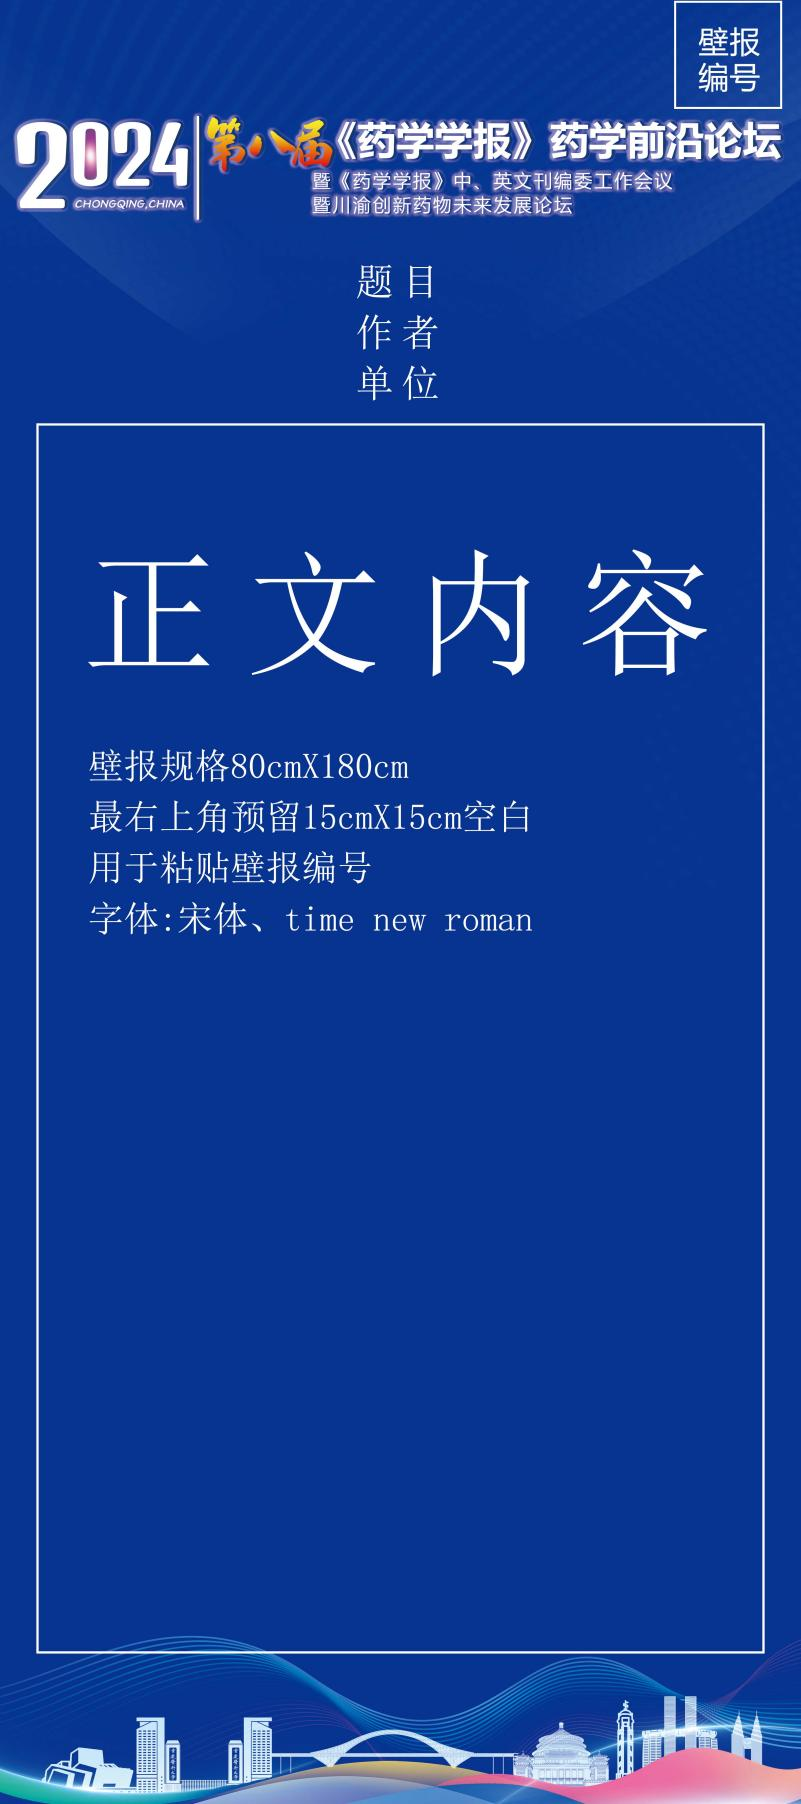 壁报
编号
2024
CHONGQING,CHINA
第八届《药学学报》药学前沿论坛
暨《药学学报》中、英文刊编委工作会议
暨川渝创新药物未来发展论坛
题目
作者
单位
正文内容
壁报规格80cmX180cm
最右上角预留15cmX15cm空白
用于粘贴壁报编号
字体:宋体、time new roman